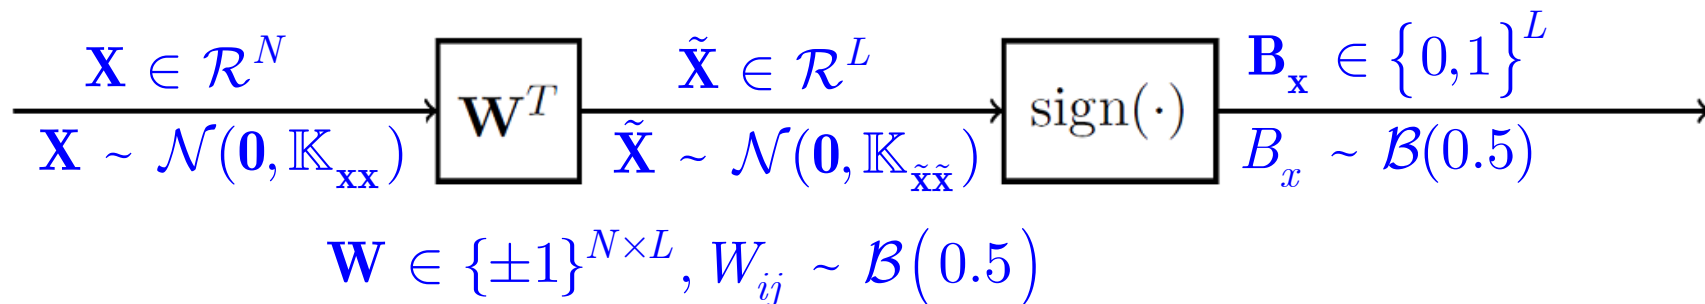 𝐗 ∈ ℛ^N
𝐗 ~ 𝒩(𝟎, 𝕂_𝐱𝐱)
𝐖^T
𝐗̃ ∈ ℛ^L
𝐗̃ ~ 𝒩(𝟎, 𝕂_𝐱̃𝐱̃)
sign(·)
𝐁_𝐱 ∈ {0,1}^L
B_x ~ ℬ(0.5)
𝐖 ∈ {±1}^{N×L}, W_ij ~ ℬ(0.5)